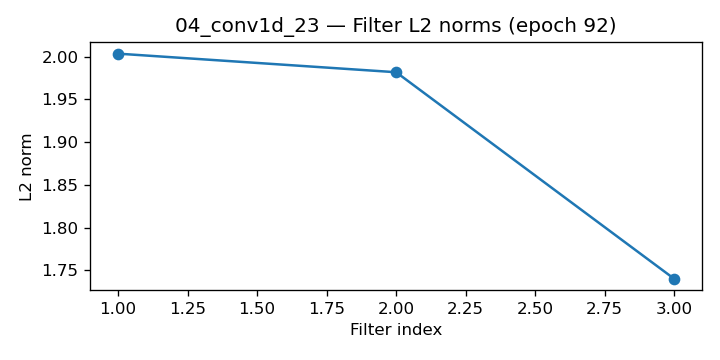 04_conv1d_23 — Filter L2 norms (epoch 92)
L2 norm
2.00
1.95
1.90
1.85
1.80
1.75
1.00 1.25 1.50 1.75 2.00 2.25 2.50 2.75 3.00
Filter index